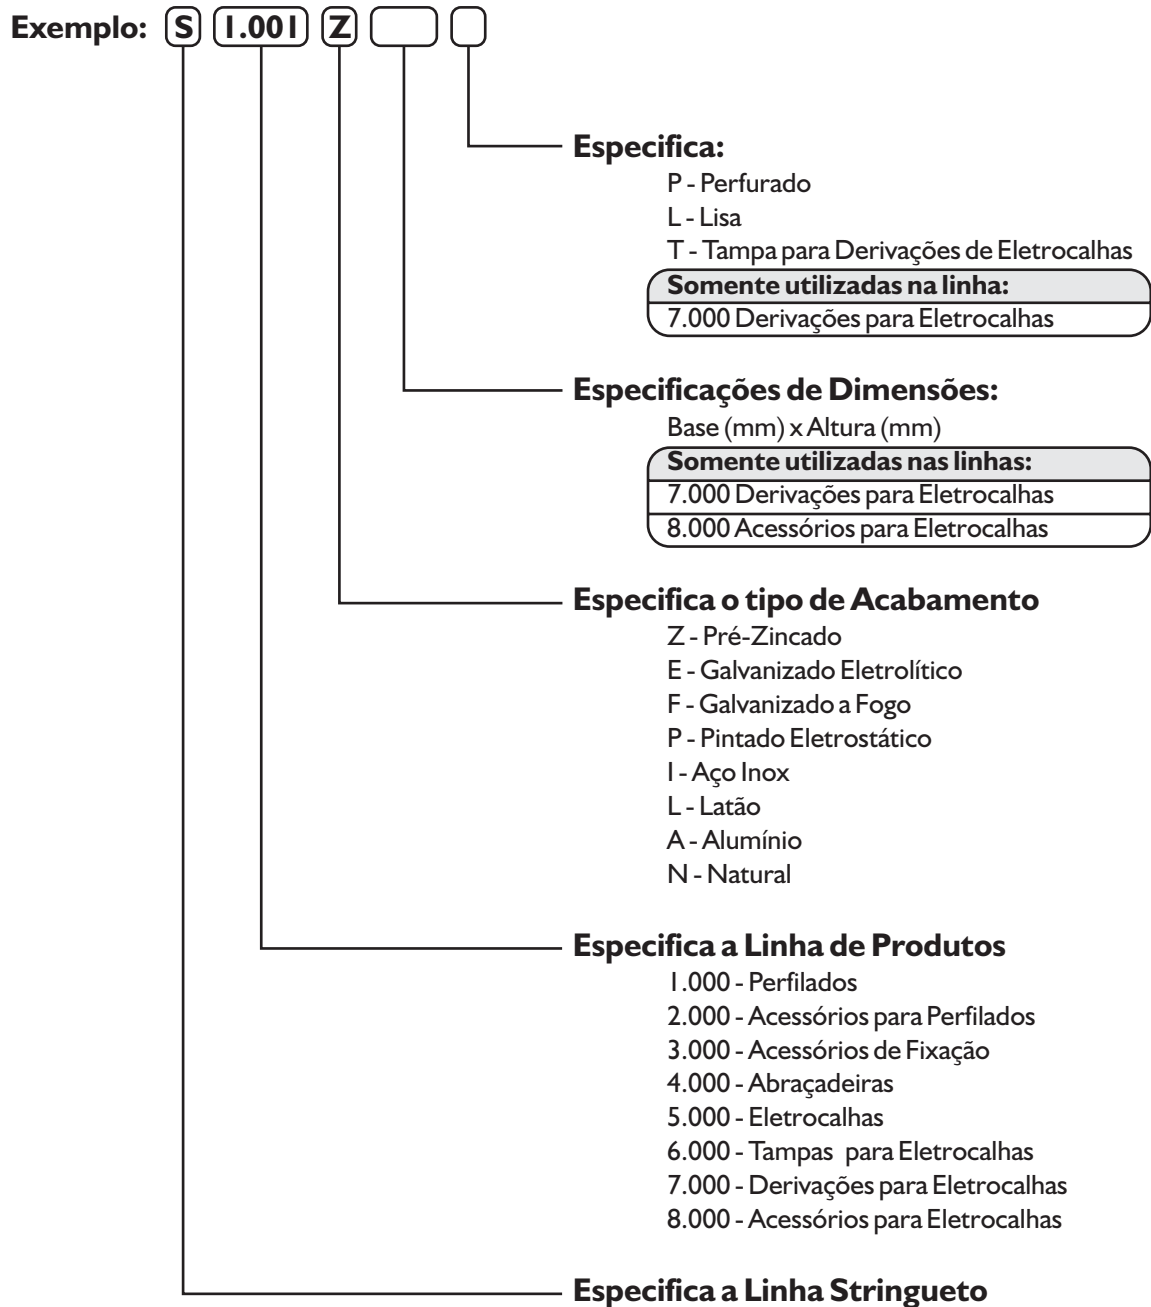 Exemplo: S 1.001 Z
Especifica:
P - Perfurado
L - Lisa
T - Tampa para Derivações de Eletrocalhas
Somente utilizadas na linha:
7.000 Derivações para Eletrocalhas
Especificações de Dimensões:
Base (mm) x Altura (mm)
Somente utilizadas nas linhas:
7.000 Derivações para Eletrocalhas
8.000 Acessórios para Eletrocalhas
Especifica o tipo de Acabamento
Z - Pré-Zincado
E - Galvanizado Eletrolítico
F - Galvanizado a Fogo
P - Pintado Eletrostático
I - Aço Inox
L - Latão
A - Alumínio
N - Natural
Especifica a Linha de Produtos
1.000 - Perfilados
2.000 - Acessórios para Perfilados
3.000 - Acessórios de Fixação
4.000 - Abraçadeiras
5.000 - Eletrocalhas
6.000 - Tampas para Eletrocalhas
7.000 - Derivações para Eletrocalhas
8.000 - Acessórios para Eletrocalhas
Especifica a Linha Stringueto